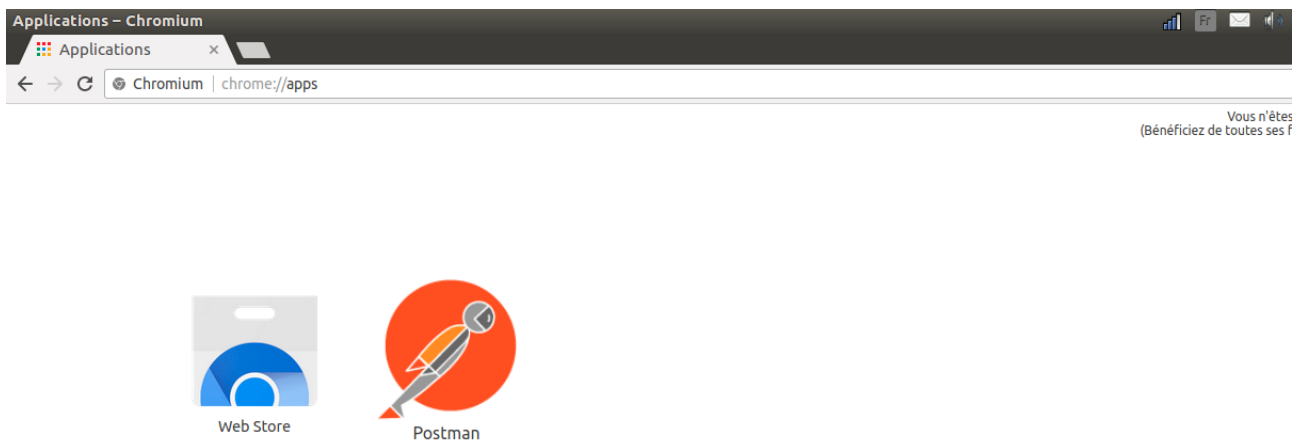 Applications – Chromium
Fr
Applications
Chromium | chrome://apps
Vous n'êtes
(Bénéficiez de toutes ses f
Web Store
Postman